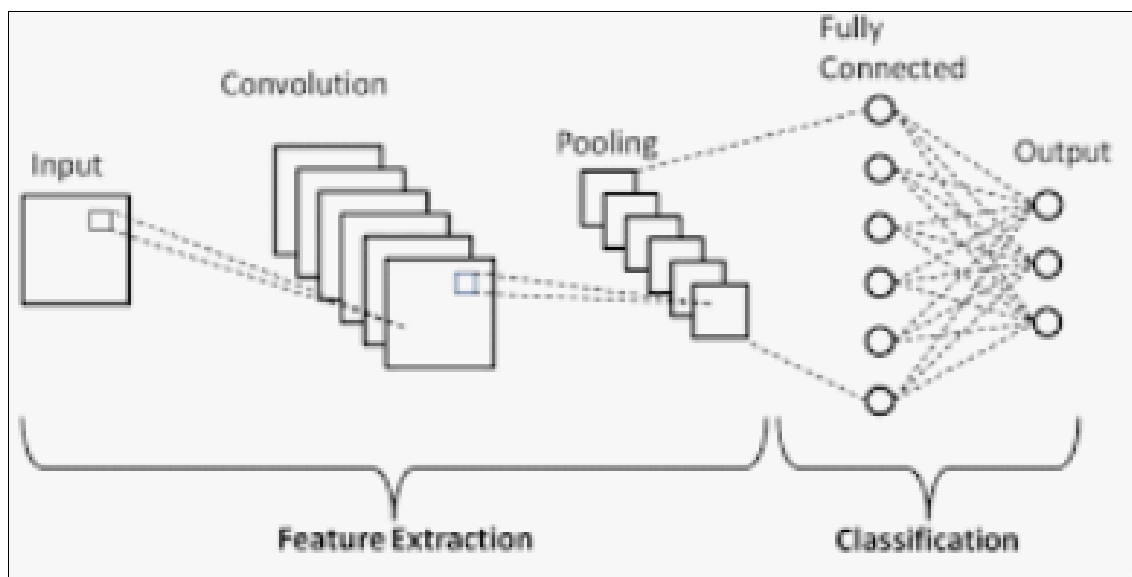 Input
Convolution
Pooling
Fully
Connected
Output
Feature Extraction
Classification